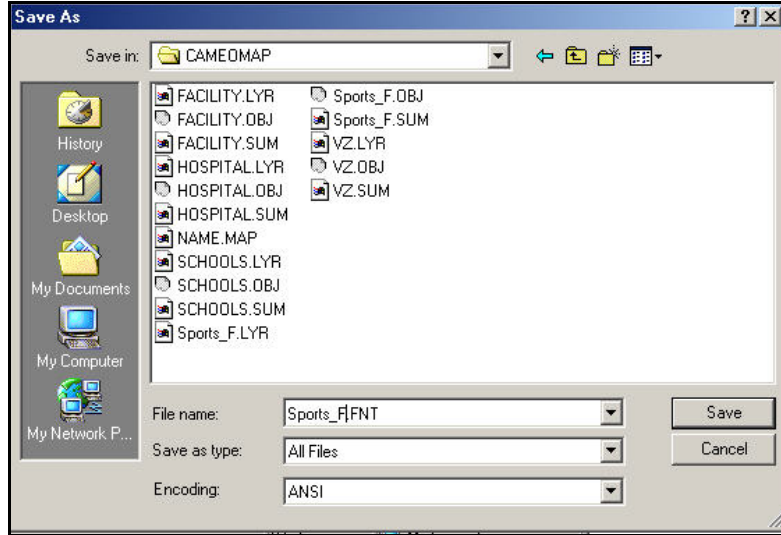 Save As
Save in: CAMEOMAP
History
Desktop
My Documents
My Computer
My Network P...
FACILITY.LYR
FACILITY.OBJ
FACILITY.SUM
HOSPITAL.LYR
HOSPITAL.OBJ
HOSPITAL.SUM
NAME.MAP
SCHOOLS.LYR
SCHOOLS.OBJ
SCHOOLS.SUM
Sports_F.LYR
Sports_F.OBJ
Sports_F.SUM
VZ.LYR
VZ.OBJ
VZ.SUM
File name: Sports_F.FNT
Save
Save as type: All Files
Cancel
Encoding: ANSI